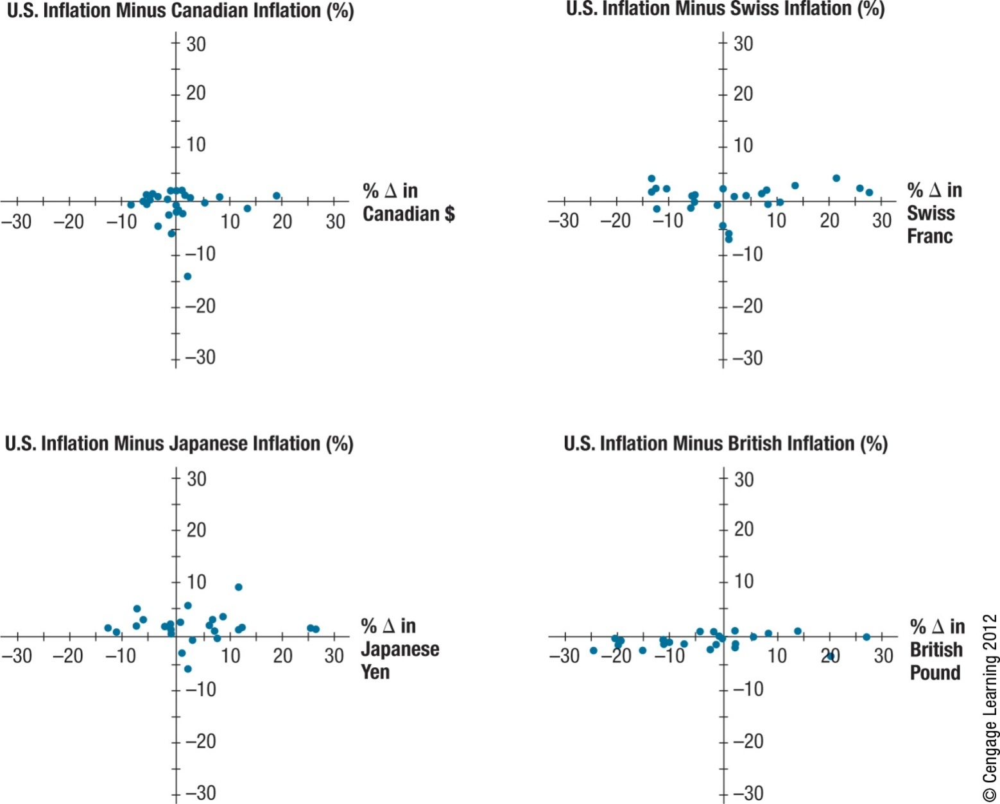 U.S. Inflation Minus Canadian Inflation (%)
30
20
10
–30 –20 –10 10 20 30
–10
–20
–30
% Δ in
Canadian $
U.S. Inflation Minus Swiss Inflation (%)
30
20
10
–30 –20 –10 10 20 30
–10
–20
–30
% Δ in
Swiss
Franc
U.S. Inflation Minus Japanese Inflation (%)
30
20
10
–30 –20 –10 10 20 30
–10
–20
–30
% Δ in
Japanese
Yen
U.S. Inflation Minus British Inflation (%)
30
20
10
–30 –20 –10 10 20 30
–10
–20
–30
% Δ in
British
Pound
© Cengage Learning 2012